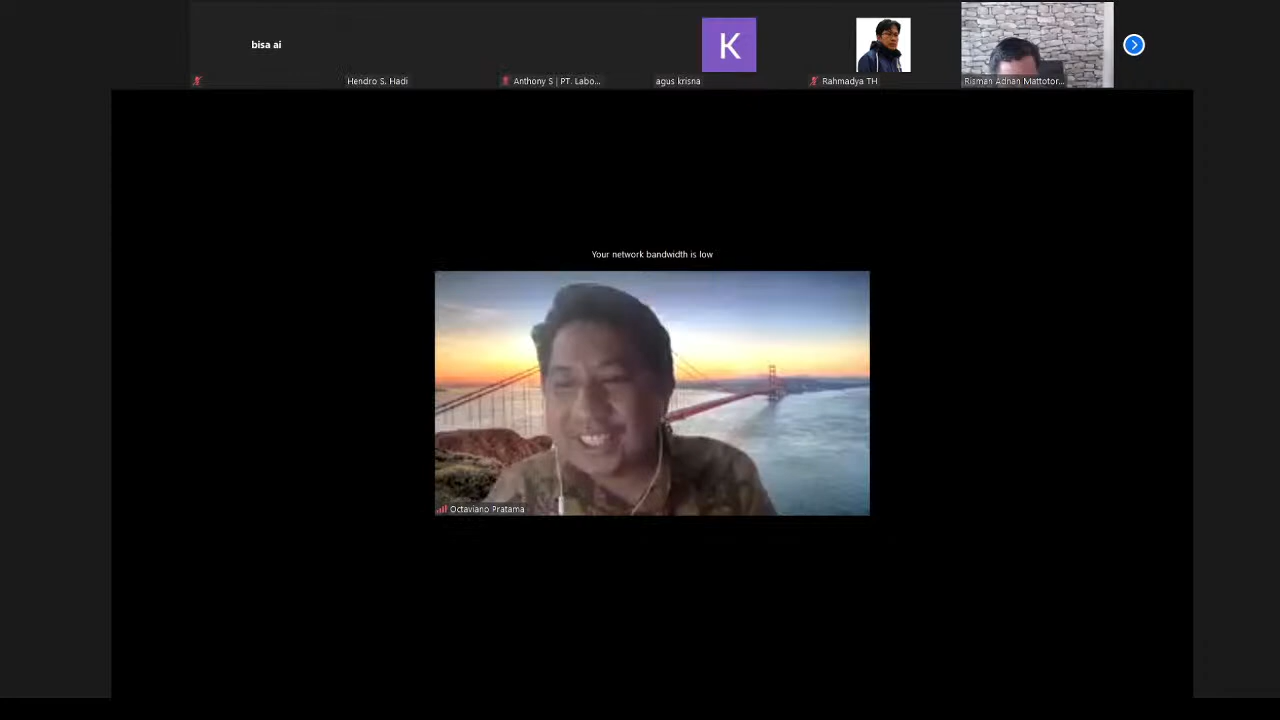 bisa ai
K
Hendro S. Hadi
Anthony S | PT. Labo...
agus krisna
Rahmadya TH
Risman Adnan Mattotor...
Your network bandwidth is low
Octaviano Pratama